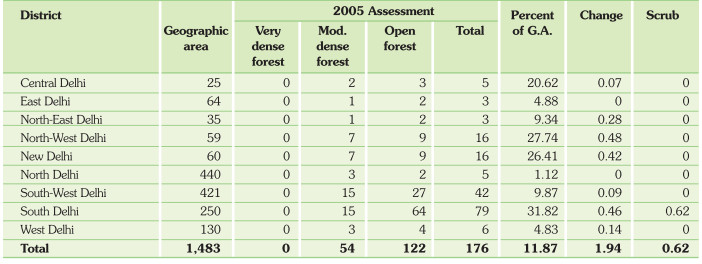 District Geographic area 2005 Assessment Percent of G.A. Change Scrub
Very dense forest Mod. dense forest Open forest Total
Central Delhi 25 0 2 3 5 20.62 0.07 0
East Delhi 64 0 1 2 3 4.88 0 0
North-East Delhi 35 0 1 2 3 9.34 0.28 0
North-West Delhi 59 0 7 9 16 27.74 0.48 0
New Delhi 60 0 7 9 16 26.41 0.42 0
North Delhi 440 0 3 2 5 1.12 0 0
South-West Delhi 421 0 15 27 42 9.87 0.09 0
South Delhi 250 0 15 64 79 31.82 0.46 0.62
West Delhi 130 0 3 4 6 4.83 0.14 0
Total 1,483 0 54 122 176 11.87 1.94 0.62